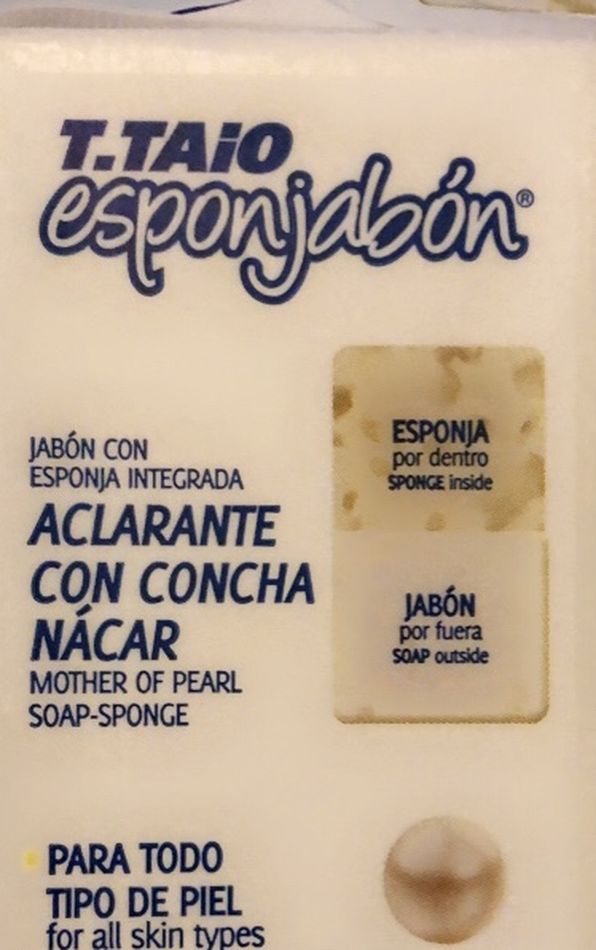 T.TAiO
esponjabón®
JABÓN CON
ESPONJA INTEGRADA
ACLARANTE
CON CONCHA
NÁCAR
MOTHER OF PEARL
SOAP-SPONGE
ESPONJA
por dentro
SPONGE inside
JABÓN
por fuera
SOAP outside
PARA TODO
TIPO DE PIEL
for all skin types